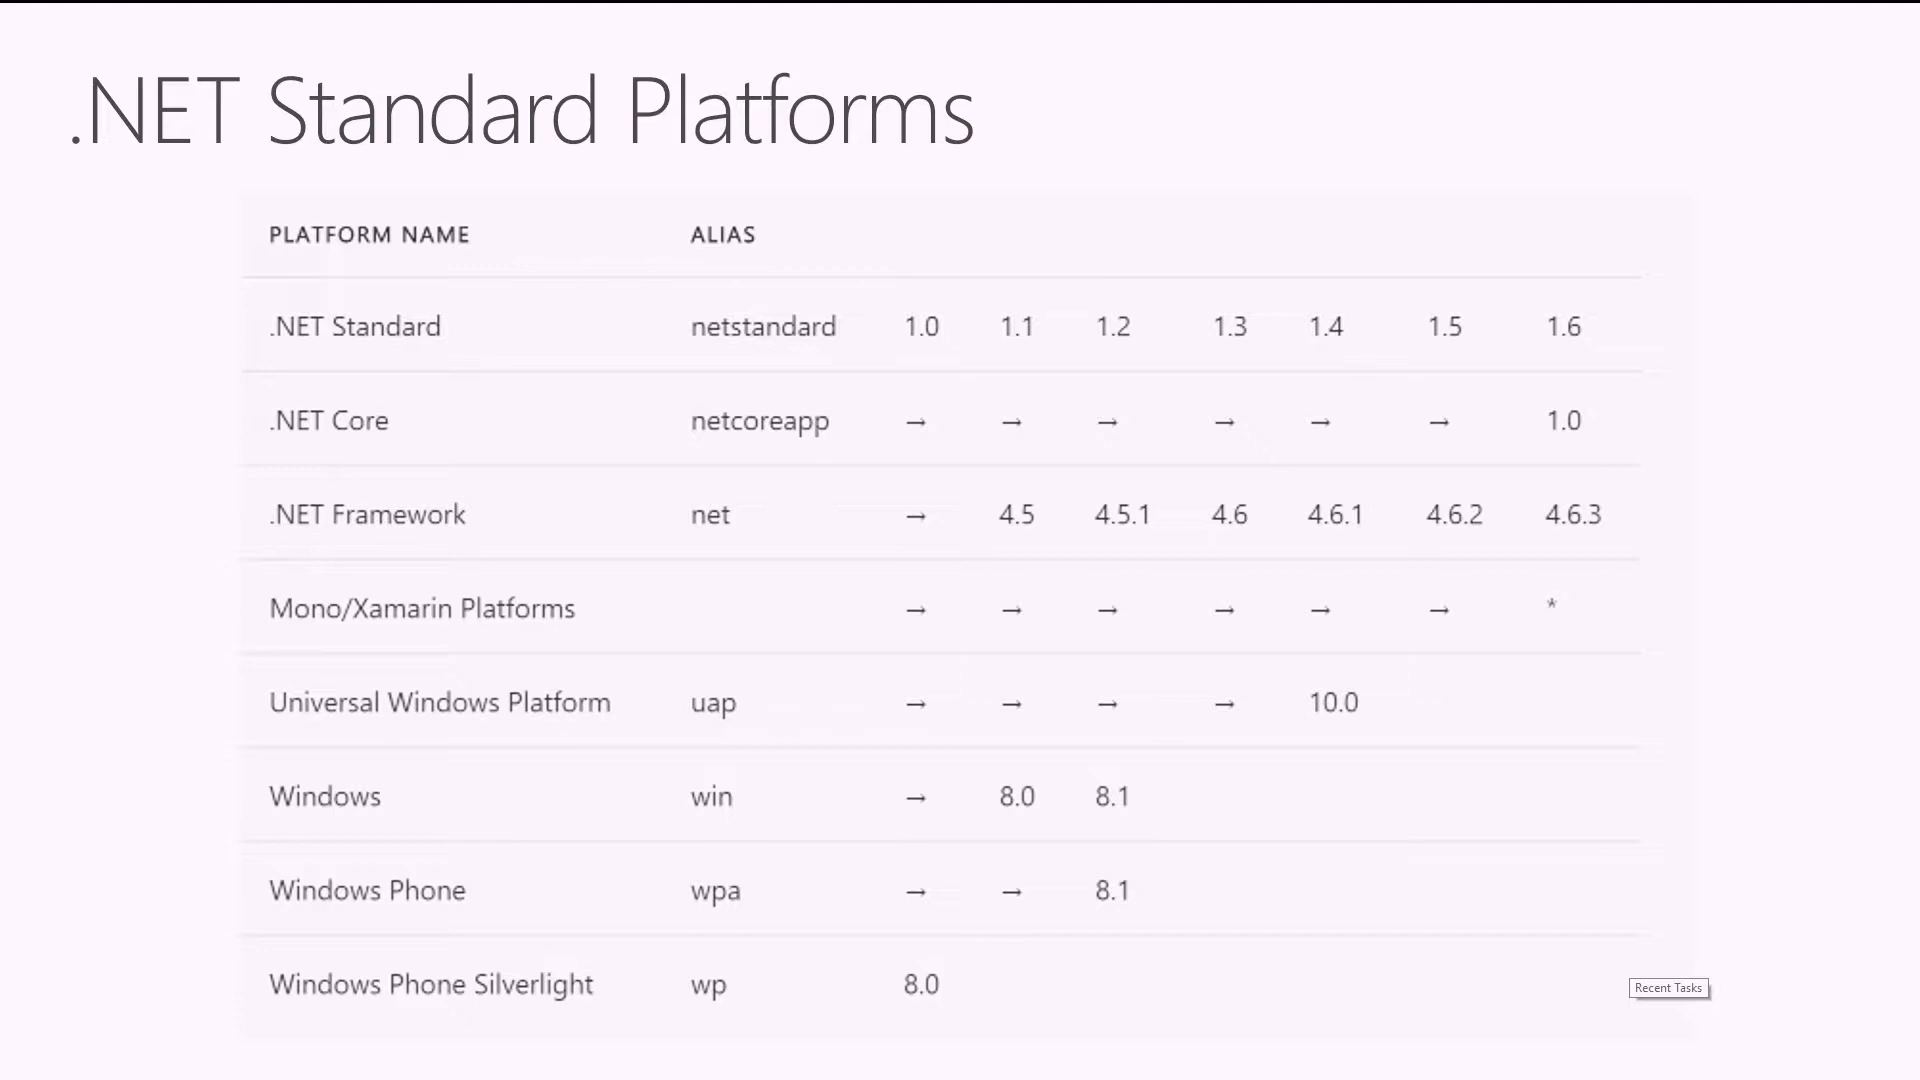 .NET Standard Platforms
PLATFORM NAME ALIAS
.NET Standard netstandard 1.0 1.1 1.2 1.3 1.4 1.5 1.6
.NET Core netcoreapp → → → → → → 1.0
.NET Framework net → 4.5 4.5.1 4.6 4.6.1 4.6.2 4.6.3
Mono/Xamarin Platforms → → → → → → *
Universal Windows Platform uap → → → → 10.0
Windows win → 8.0 8.1
Windows Phone wpa → → 8.1
Windows Phone Silverlight wp 8.0
Recent Tasks